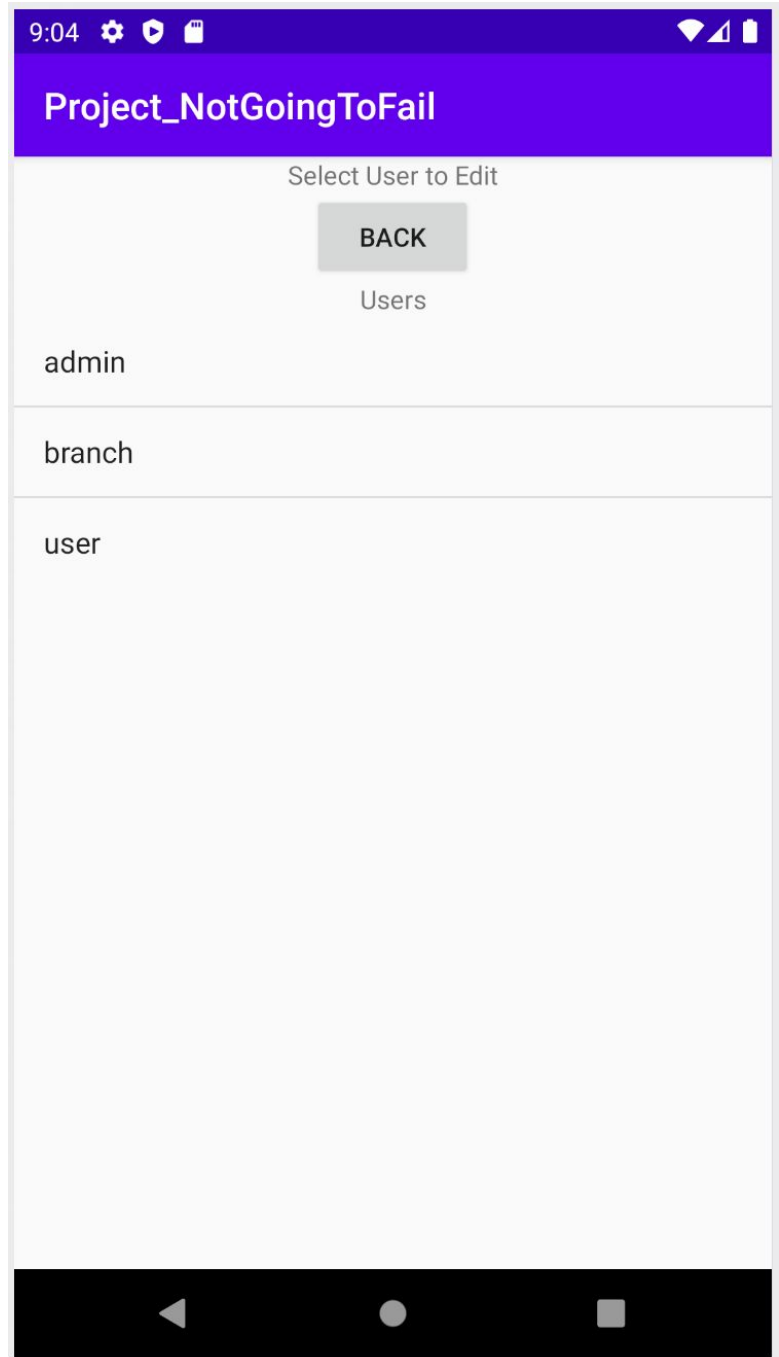 9:04
Project_NotGoingToFail
Select User to Edit
BACK
Users
admin
branch
user